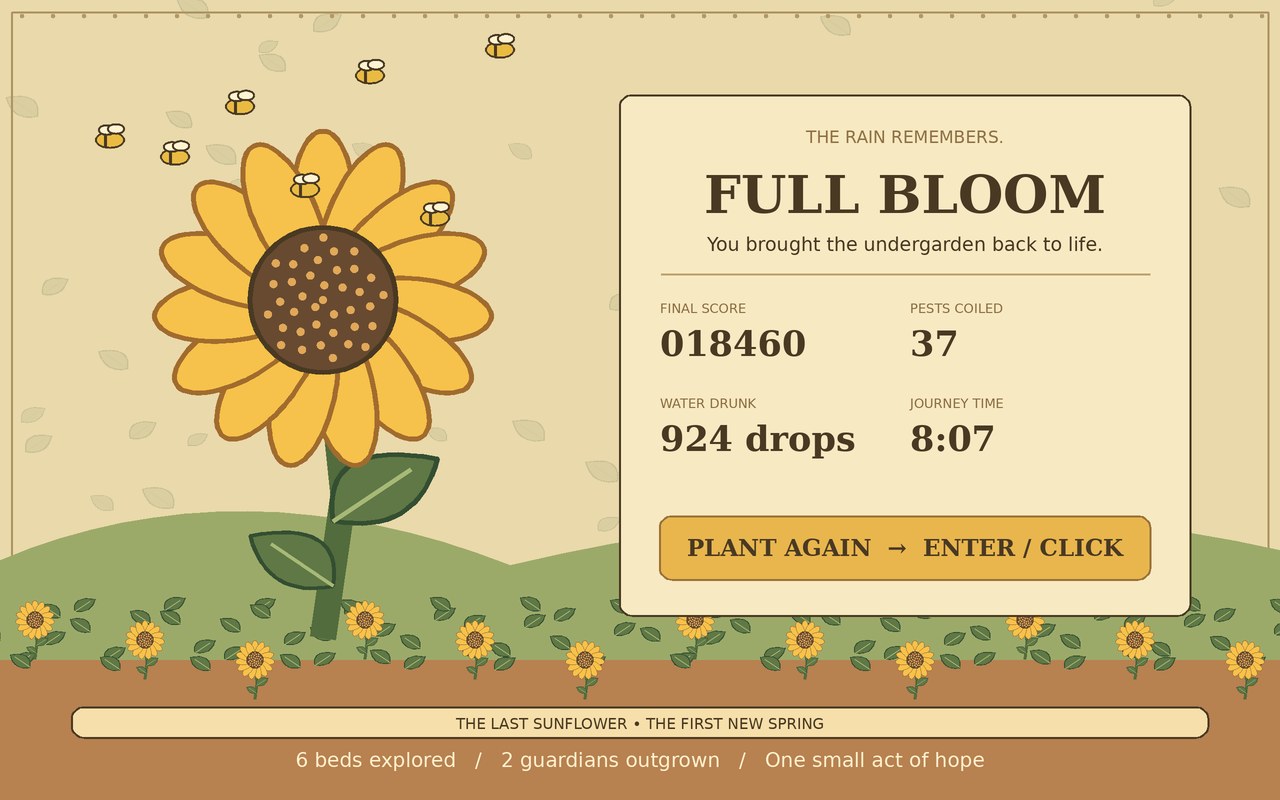 THE RAIN REMEMBERS.
FULL BLOOM
You brought the undergarden back to life.
FINAL SCORE
018460
PESTS COILED
37
WATER DRUNK
924 drops
JOURNEY TIME
8:07
PLANT AGAIN → ENTER / CLICK
THE LAST SUNFLOWER • THE FIRST NEW SPRING
6 beds explored / 2 guardians outgrown / One small act of hope